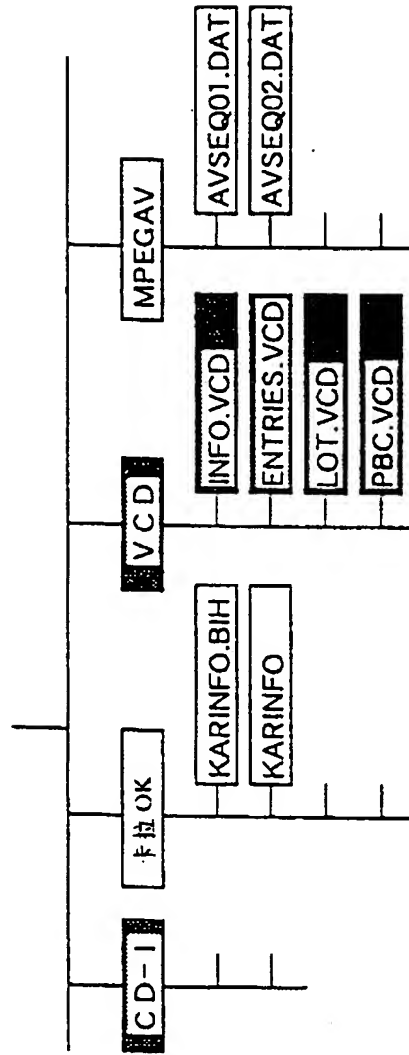 CD-I
卡拉OK
KARINFO.BIH
KARINFO
VCD
INFO.VCD
ENTRIES.VCD
LOT.VCD
PBC.VCD
MPEGAV
AVSEQ01.DAT
AVSEQ02.DAT